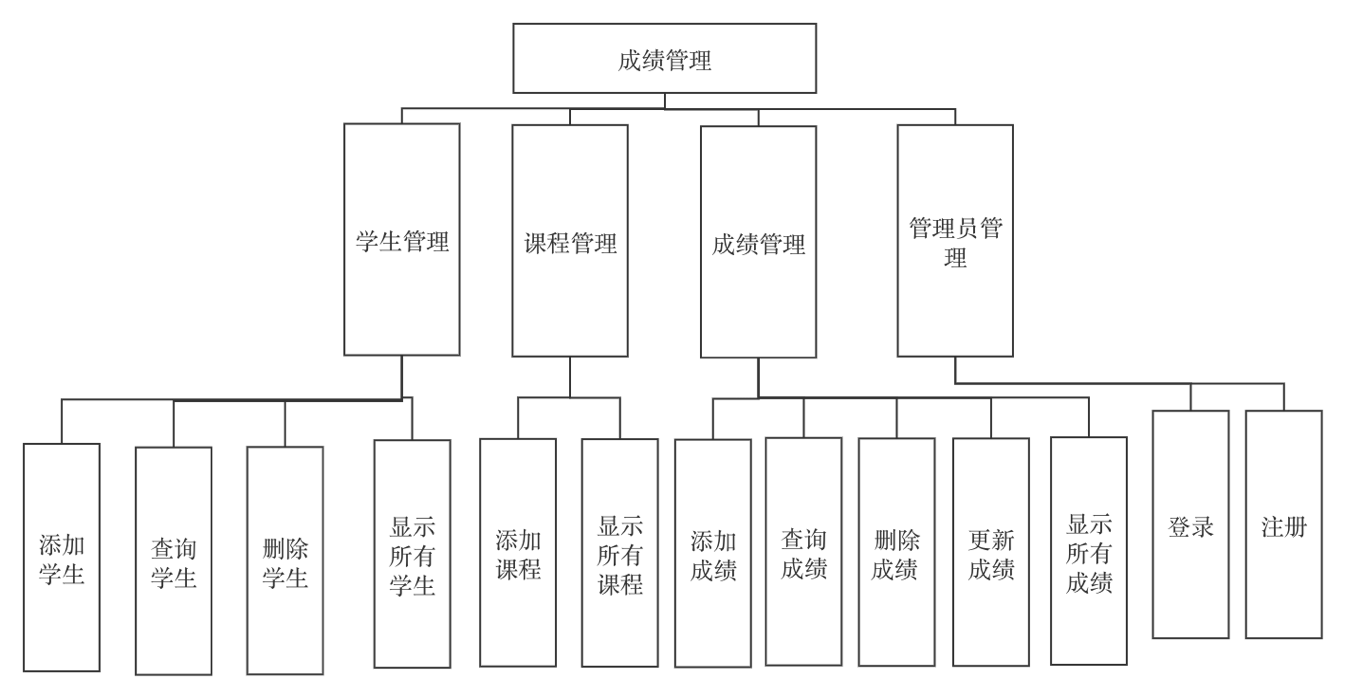 成绩管理
学生管理
课程管理
成绩管理
管理员管
理
添加
学生
查询
学生
删除
学生
显示
所有
学生
添加
课程
显示
所有
课程
添加
成绩
查询
成绩
删除
成绩
更新
成绩
显示
所有
成绩
登录
注册